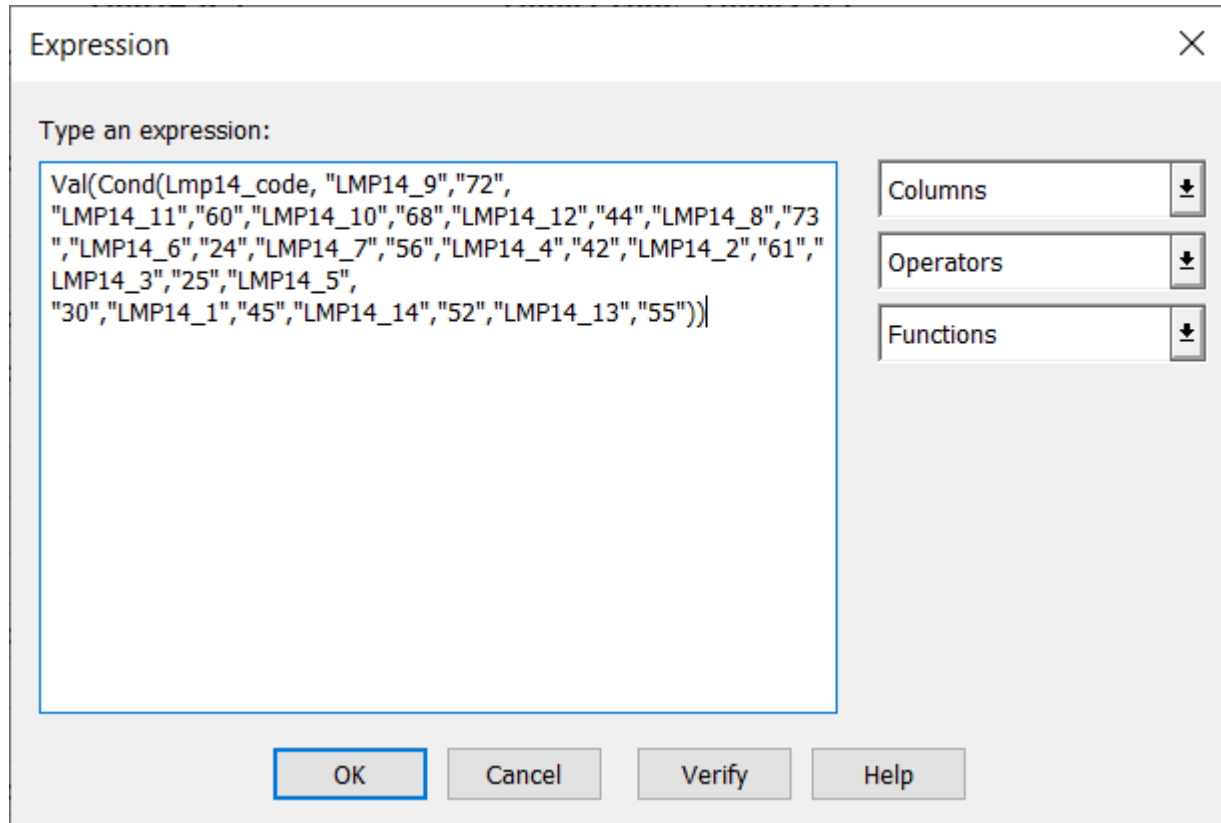 Expression
Type an expression:
Val(Cond(Lmp14_code, "LMP14_9","72",
"LMP14_11","60","LMP14_10","68","LMP14_12","44","LMP14_8","73
","LMP14_6","24","LMP14_7","56","LMP14_4","42","LMP14_2","61","
LMP14_3","25","LMP14_5",
"30","LMP14_1","45","LMP14_14","52","LMP14_13","55"))
Columns
Operators
Functions
OK
Cancel
Verify
Help